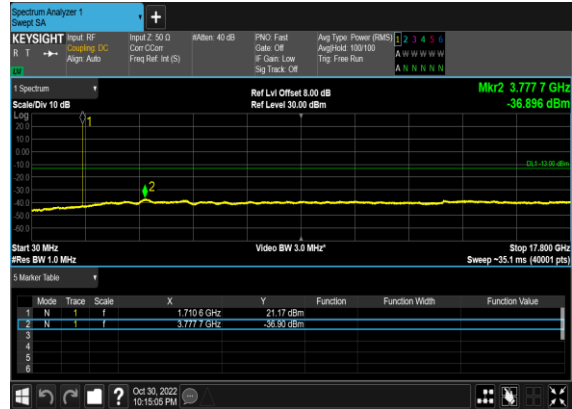 Spectrum Analyzer 1
Swept SA
+
KEYSIGHT Input: RF Input Z: 50 Ω #Atten: 40 dB PNO: Fast Avg Type: Power (RMS) 1 2 3 4 5 6
R T Coupling: DC Corr CCorr Gate: Off Avg|Hold: 100/100 A W W W W W
Align: Auto Freq Ref: Int (S) IF Gain: Low Trig: Free Run
Sig Track: Off A N N N N N
1 Spectrum Ref Lvl Offset 8.00 dB Mkr2 3.777 7 GHz
Scale/Div 10 dB Ref Level 30.00 dBm -36.896 dBm
Log
1
20.0
10.0
0.00
-10.0
DL1 -13.00 dBm
-20.0
-30.0
2
-40.0
-50.0
-60.0
Start 30 MHz Video BW 3.0 MHz* Stop 17.800 GHz
#Res BW 1.0 MHz Sweep ~35.1 ms (40001 pts)
5 Marker Table
Mode Trace Scale X Y Function Function Width Function Value
1 N 1 f 1.710 6 GHz 21.17 dBm
2 N 1 f 3.777 7 GHz -36.90 dBm
3
4
5
6
? Oct 30, 2022
10:15:05 PM